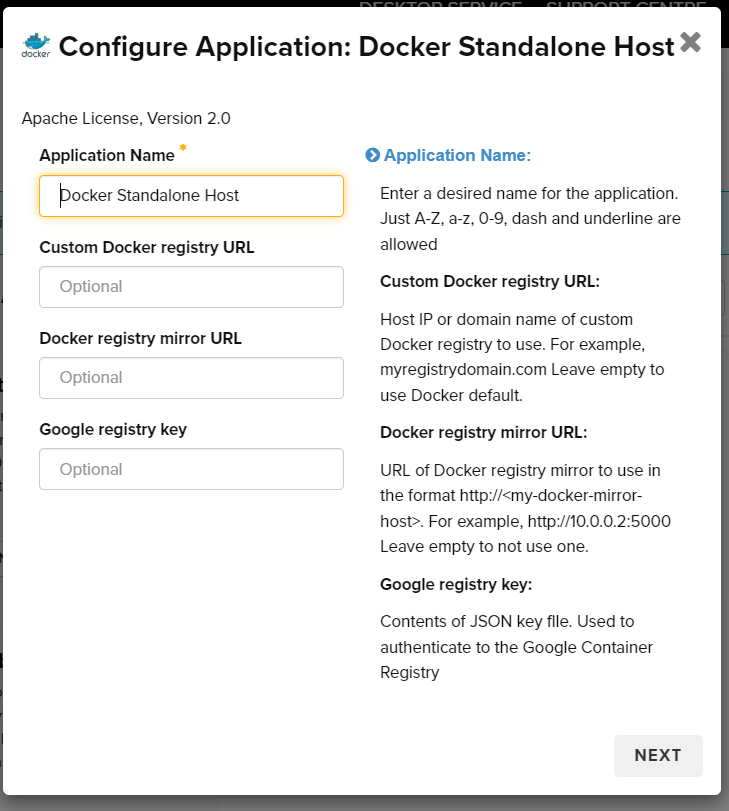 DESKTOP SERVICE SUPPORT CENTRE
docker
Configure Application: Docker Standalone Host
Apache License, Version 2.0
Application Name *
Docker Standalone Host
Custom Docker registry URL
Optional
Docker registry mirror URL
Optional
Google registry key
Optional
Application Name:
Enter a desired name for the application.
Just A-Z, a-z, 0-9, dash and underline are
allowed
Custom Docker registry URL:
Host IP or domain name of custom
Docker registry to use. For example,
myregistrydomain.com Leave empty to
use Docker default.
Docker registry mirror URL:
URL of Docker registry mirror to use in
the format http://<my-docker-mirror-
host>. For example, http://10.0.0.2:5000
Leave empty to not use one.
Google registry key:
Contents of JSON key file. Used to
authenticate to the Google Container
Registry
NEXT